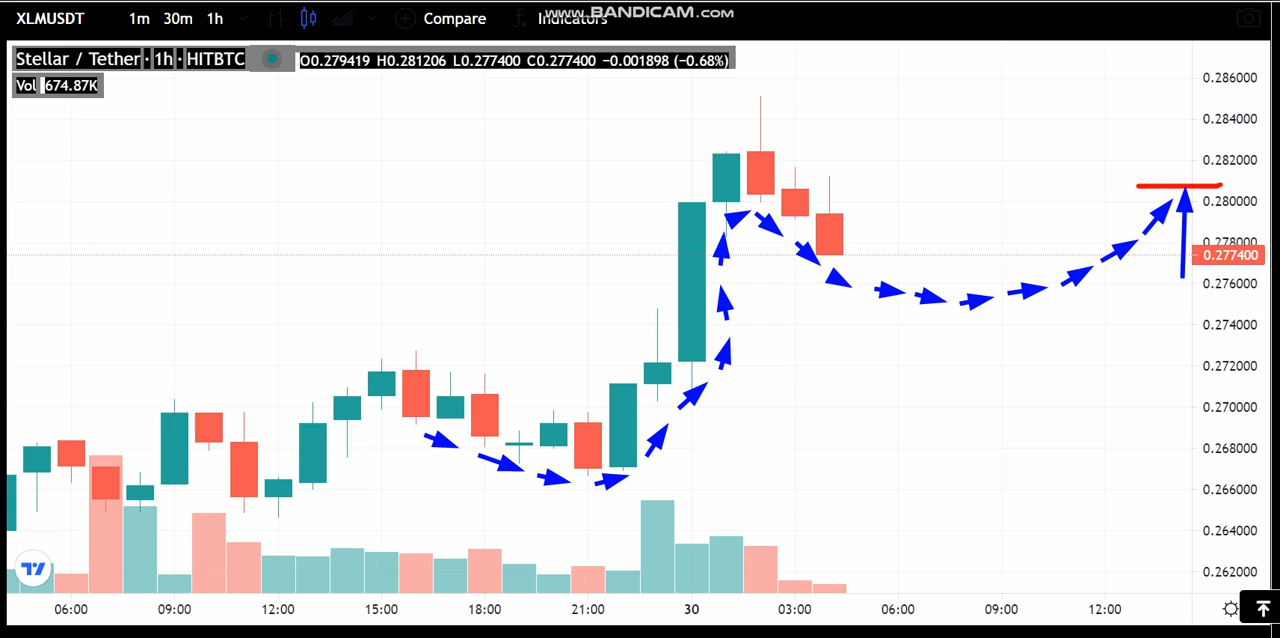 XLMUSDT 1m 30m 1h Compare Indicators
www.BANDICAM.com
Stellar / Tether · 1h · HITBTC O0.279419 H0.281206 L0.277400 C0.277400 −0.001898 (−0.68%)
Vol 674.87K
0.286000
0.284000
0.282000
0.280000
0.278000
0.277400
0.276000
0.274000
0.272000
0.270000
0.268000
0.266000
0.264000
0.262000
06:00 09:00 12:00 15:00 18:00 21:00 30 03:00 06:00 09:00 12:00